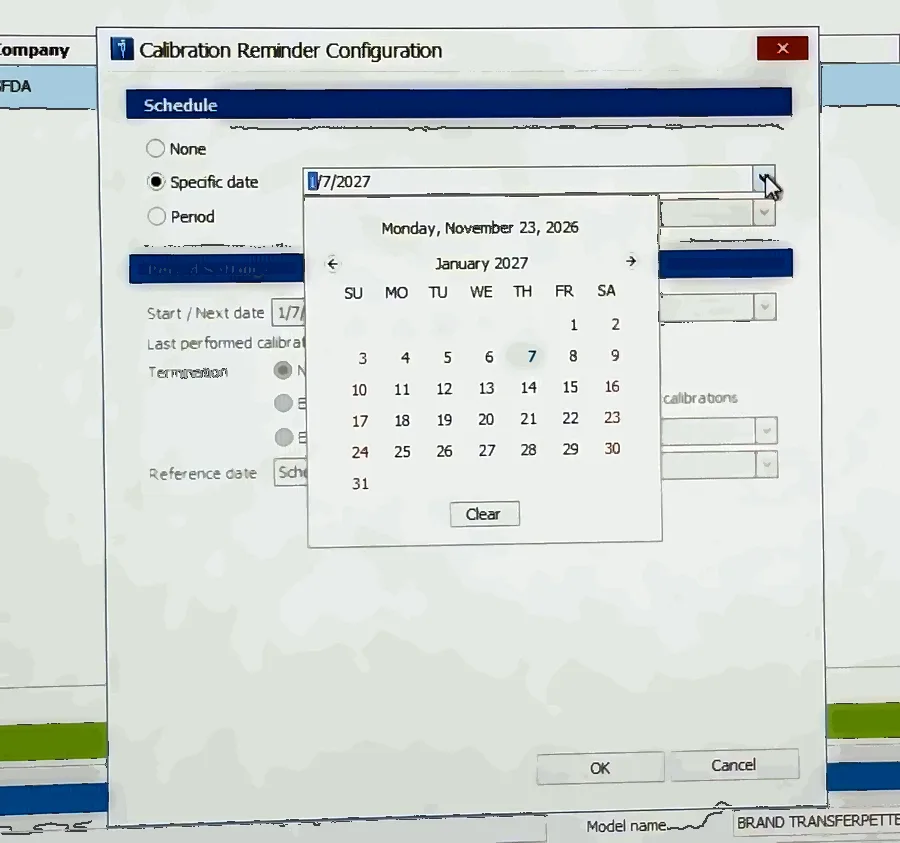 Company
Calibration Reminder Configuration
SFDA
Schedule
None
Specific date
1/7/2027
Period
Monday, November 23, 2026
January 2027
SU MO TU WE TH FR SA
1 2
3 4 5 6 7 8 9
10 11 12 13 14 15 16
17 18 19 20 21 22 23
24 25 26 27 28 29 30
31
Clear
Start / Next date 1/7/
Last performed calibrat
Termination N
E calibrations
E
Reference date Sch
OK Cancel
Model name
BRAND TRANSFERPETTE